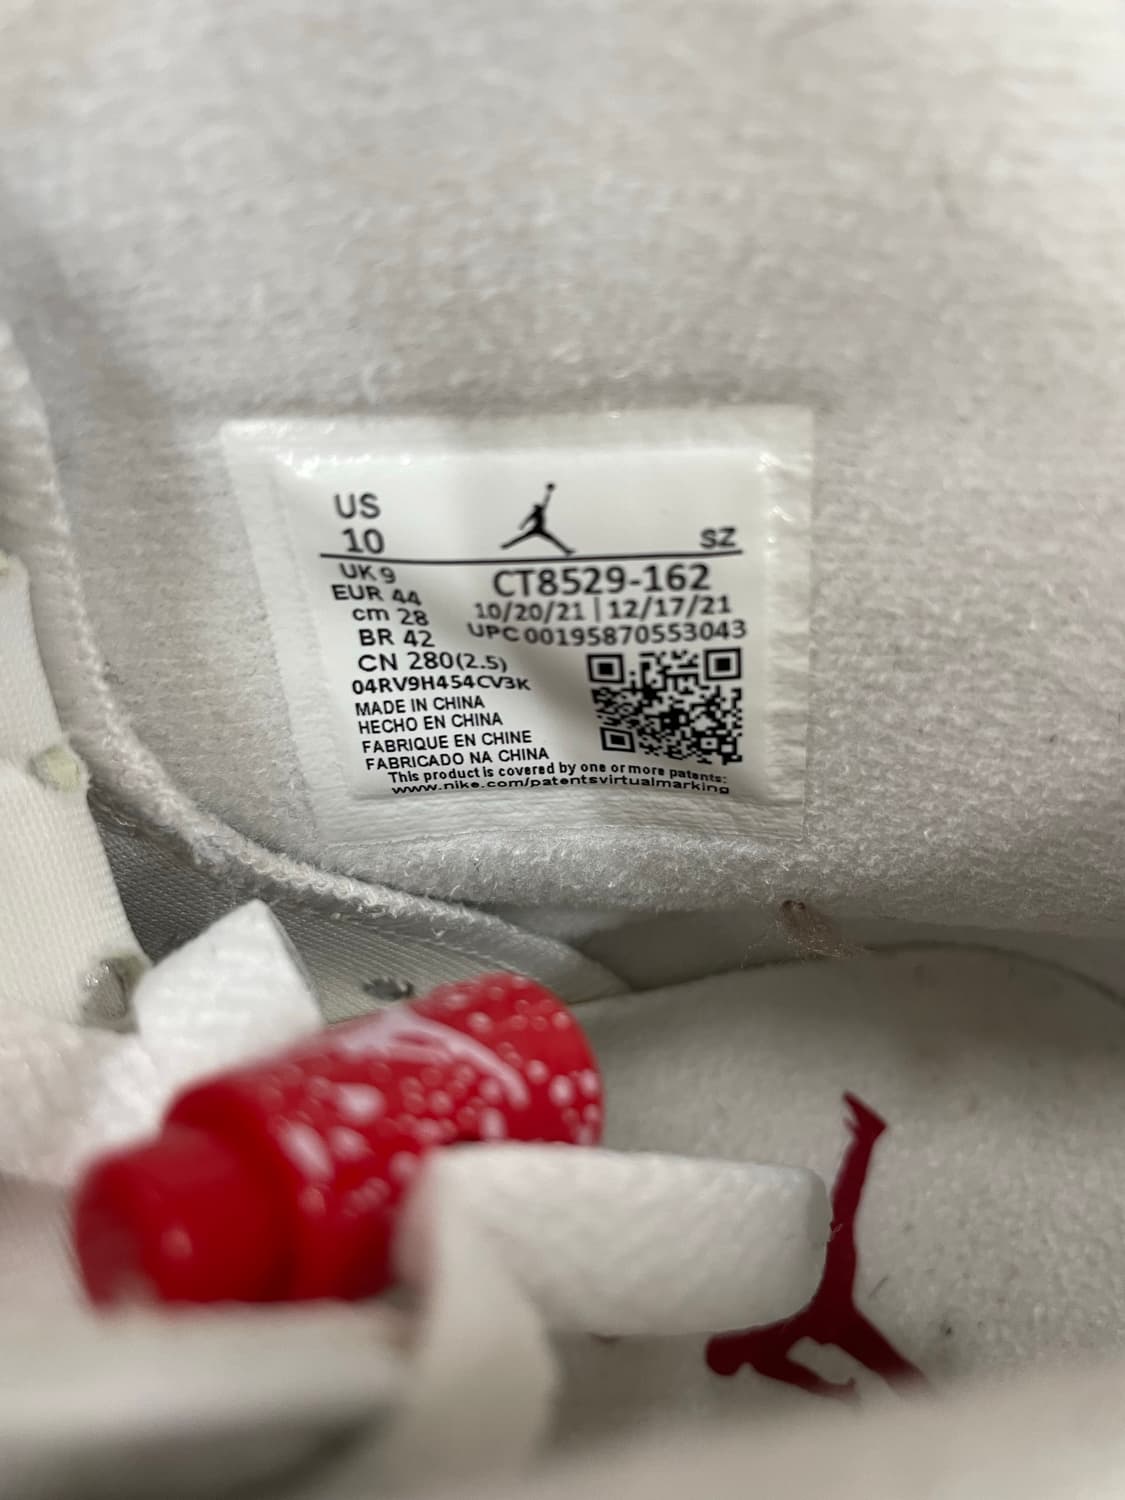 US
10
SZ
UK 9
EUR 44
cm 28
BR 42
CN 280(2.5)
04RV9H454CV3K
CT8529-162
10/20/21 | 12/17/21
UPC 00195870553043
MADE IN CHINA
HECHO EN CHINA
FABRIQUE EN CHINE
FABRICADO NA CHINA
This product is covered by one or more patents:
www.nike.com/patentsvirtualmarking